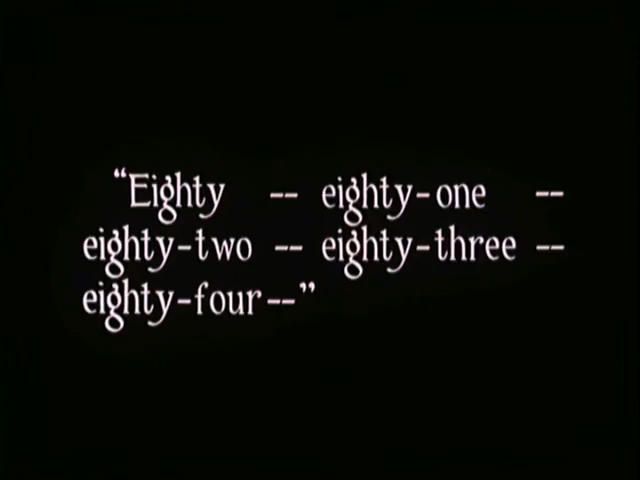 “Eighty -- eighty-one --
eighty-two -- eighty-three --
eighty-four--”